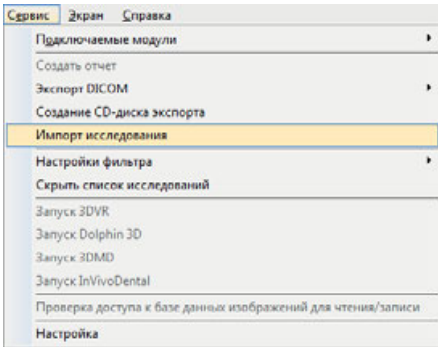 Сервис Экран Справка
Подключаемые модули
Создать отчет
Экспорт DICOM
Создание CD-диска экспорта
Импорт исследования
Настройки фильтра
Скрыть список исследований
Запуск 3DVR
Запуск Dolphin 3D
Запуск 3DMD
Запуск InVivoDental
Проверка доступа к базе данных изображений для чтения/записи
Настройка